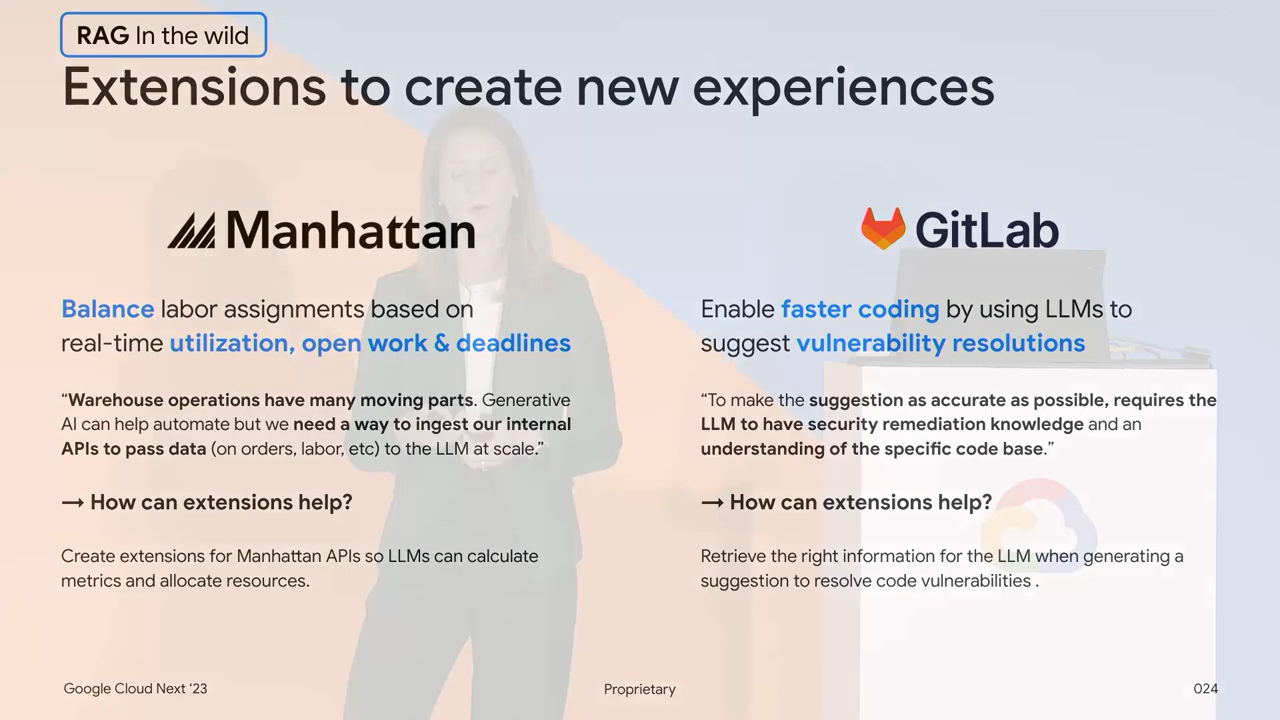 RAG In the wild
Extensions to create new experiences
Manhattan
Balance labor assignments based on
real-time utilization, open work & deadlines
“Warehouse operations have many moving parts. Generative
AI can help automate but we need a way to ingest our internal
APIs to pass data (on orders, labor, etc) to the LLM at scale.”
→ How can extensions help?
Create extensions for Manhattan APIs so LLMs can calculate
metrics and allocate resources.
GitLab
Enable faster coding by using LLMs to
suggest vulnerability resolutions
“To make the suggestion as accurate as possible, requires the
LLM to have security remediation knowledge and an
understanding of the specific code base.”
→ How can extensions help?
Retrieve the right information for the LLM when generating a
suggestion to resolve code vulnerabilities .
Google Cloud Next ‘23
Proprietary
024